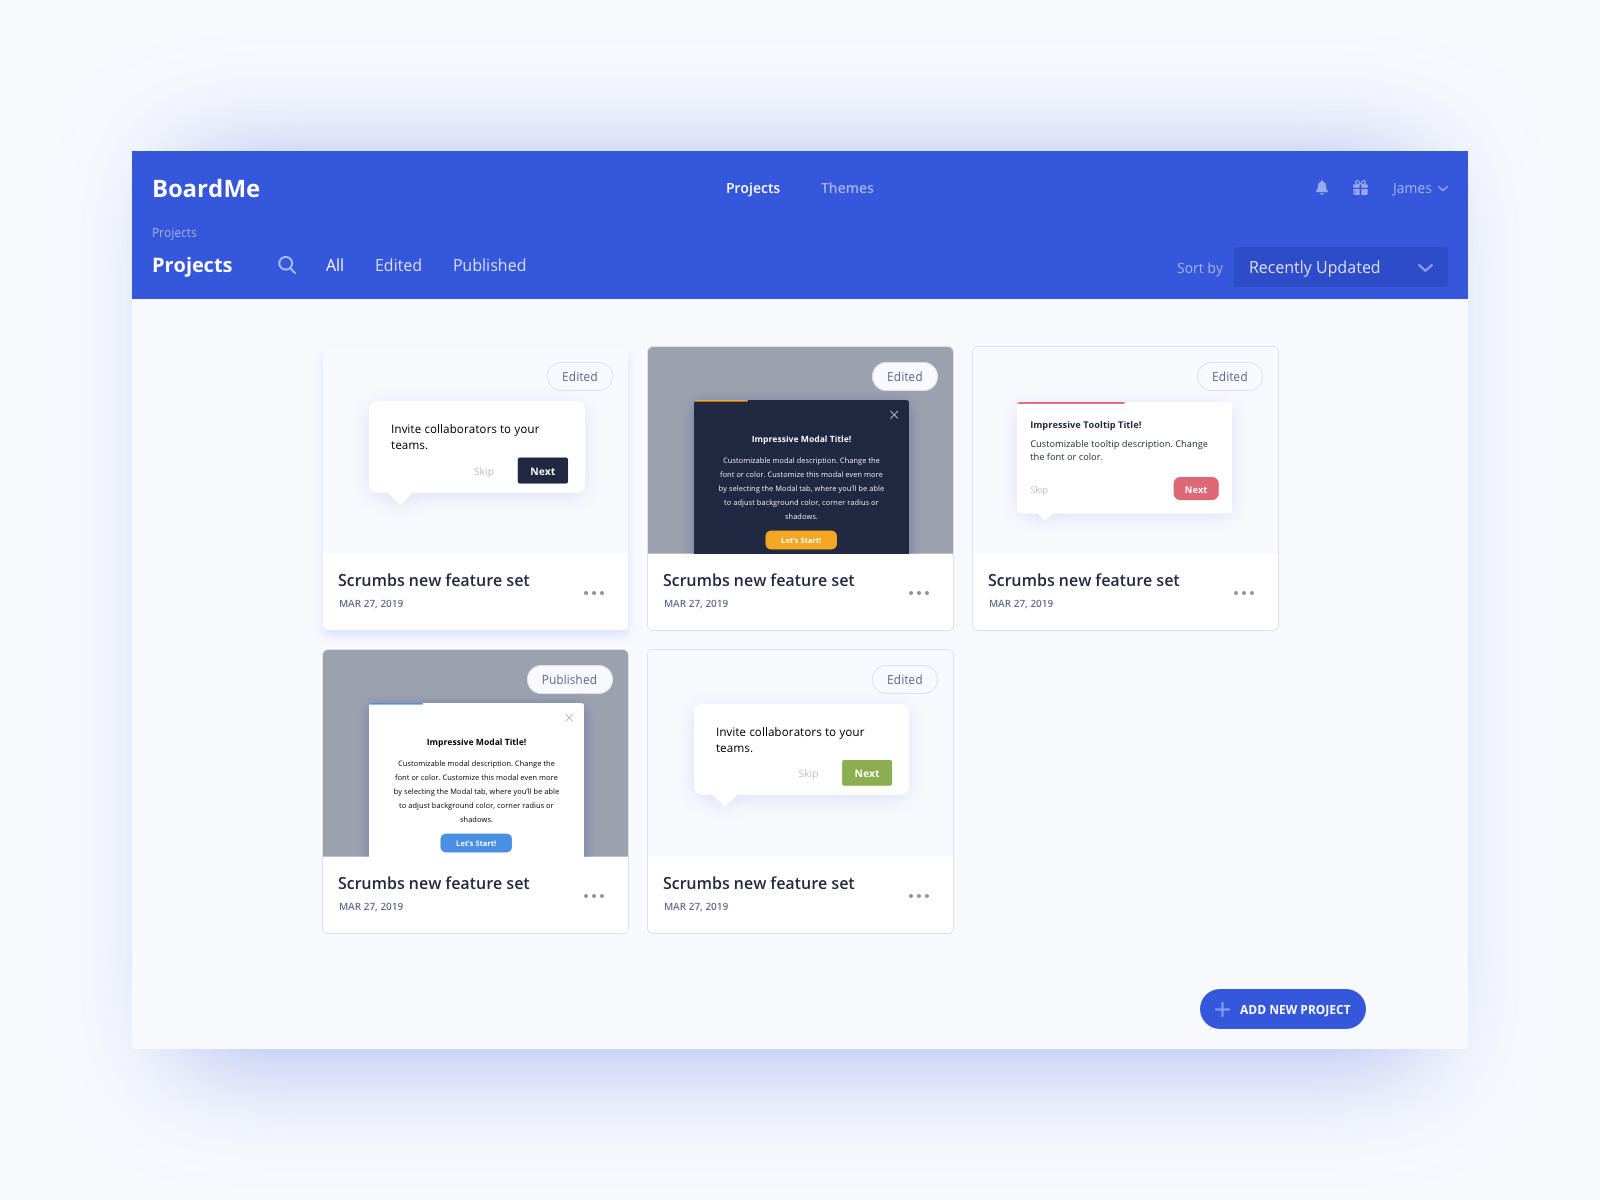 BoardMe
Projects
Themes
James
Projects
Projects
All
Edited
Published
Sort by
Recently Updated
Edited
Invite collaborators to your
teams.
Skip
Next
Scrumbs new feature set
MAR 27, 2019
Edited
Impressive Modal Title!
Customizable modal description. Change the
font or color. Customize this modal even more
by selecting the Modal tab, where you'll be able
to adjust background color, corner radius or
shadows.
Let's Start!
Scrumbs new feature set
MAR 27, 2019
Edited
Impressive Tooltip Title!
Customizable tooltip description. Change
the font or color.
Skip
Next
Scrumbs new feature set
MAR 27, 2019
Published
Impressive Modal Title!
Customizable modal description. Change the
font or color. Customize this modal even more
by selecting the Modal tab, where you'll be able
to adjust background color, corner radius or
shadows.
Let's Start!
Scrumbs new feature set
MAR 27, 2019
Edited
Invite collaborators to your
teams.
Skip
Next
Scrumbs new feature set
MAR 27, 2019
ADD NEW PROJECT